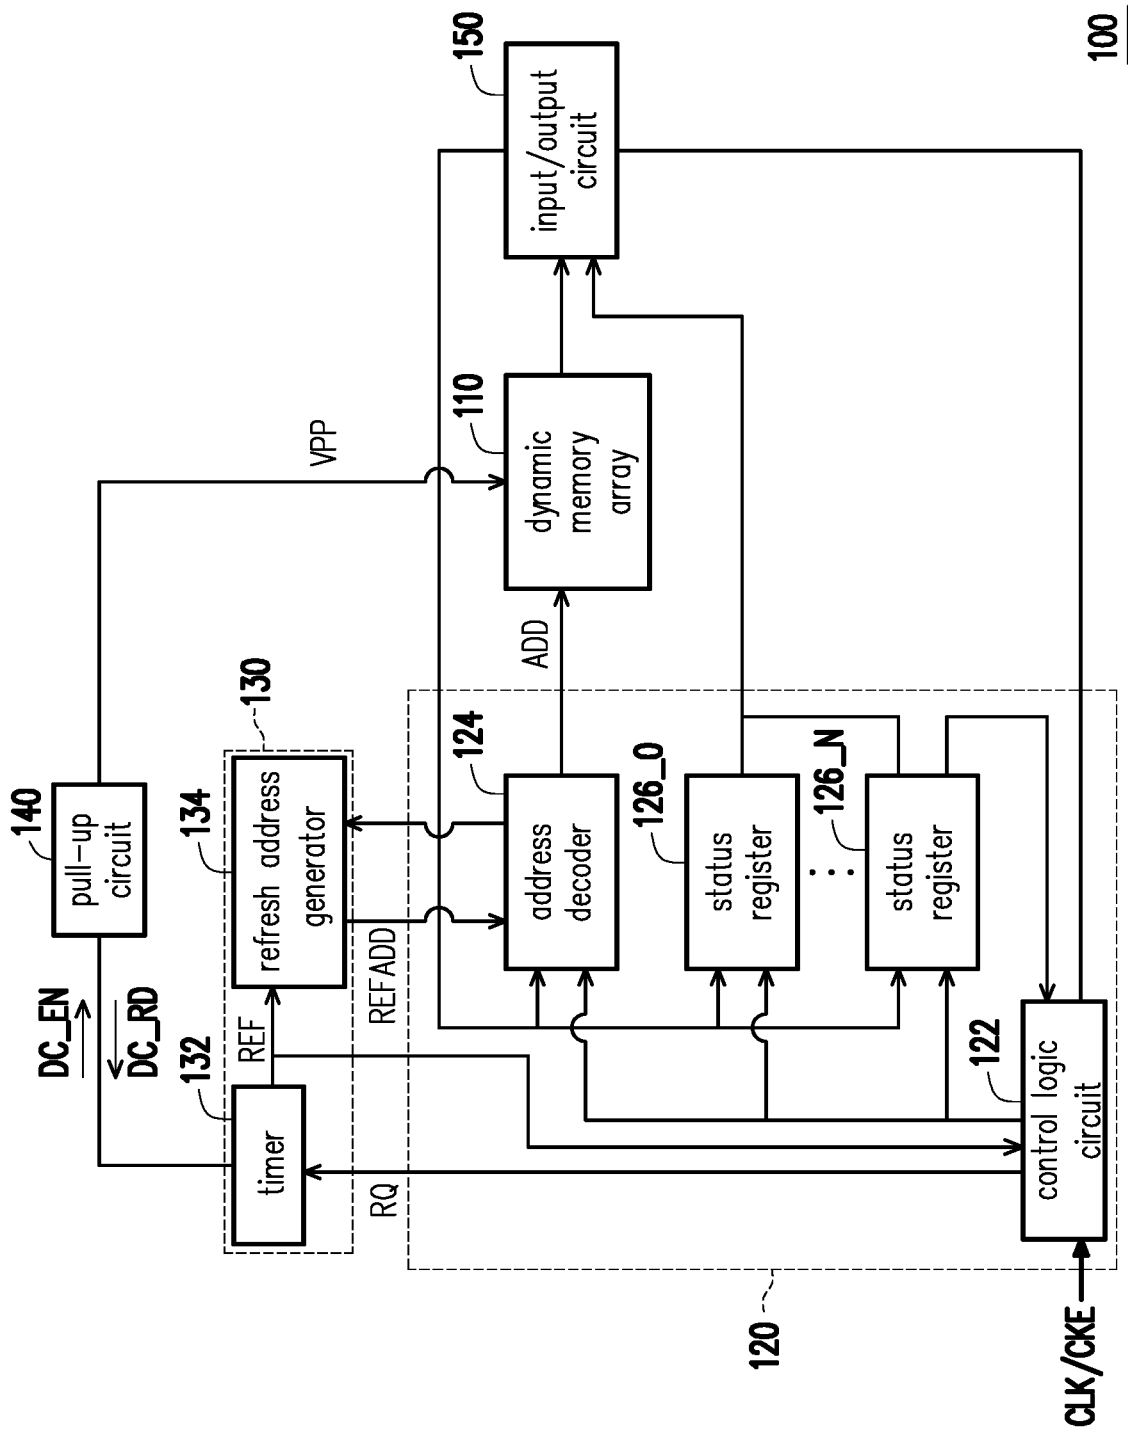 100
140
pull-up
circuit
DC_EN
DC_RD
VPP
130
134
refresh address
generator
132
timer
REF
REFADD
RQ
150
input/output
circuit
110
dynamic
memory
array
ADD
124
address
decoder
126_0
status
register
126_N
status
register
122
control logic
circuit
120
CLK/CKE